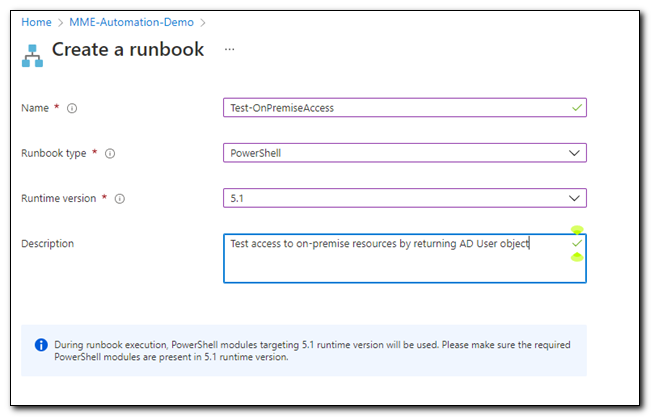 Home > MME-Automation-Demo >
Create a runbook ...
Name *
Test-OnPremiseAccess
Runbook type *
PowerShell
Runtime version *
5.1
Description
Test access to on-premise resources by returning AD User object
During runbook execution, PowerShell modules targeting 5.1 runtime version will be used. Please make sure the required
PowerShell modules are present in 5.1 runtime version.